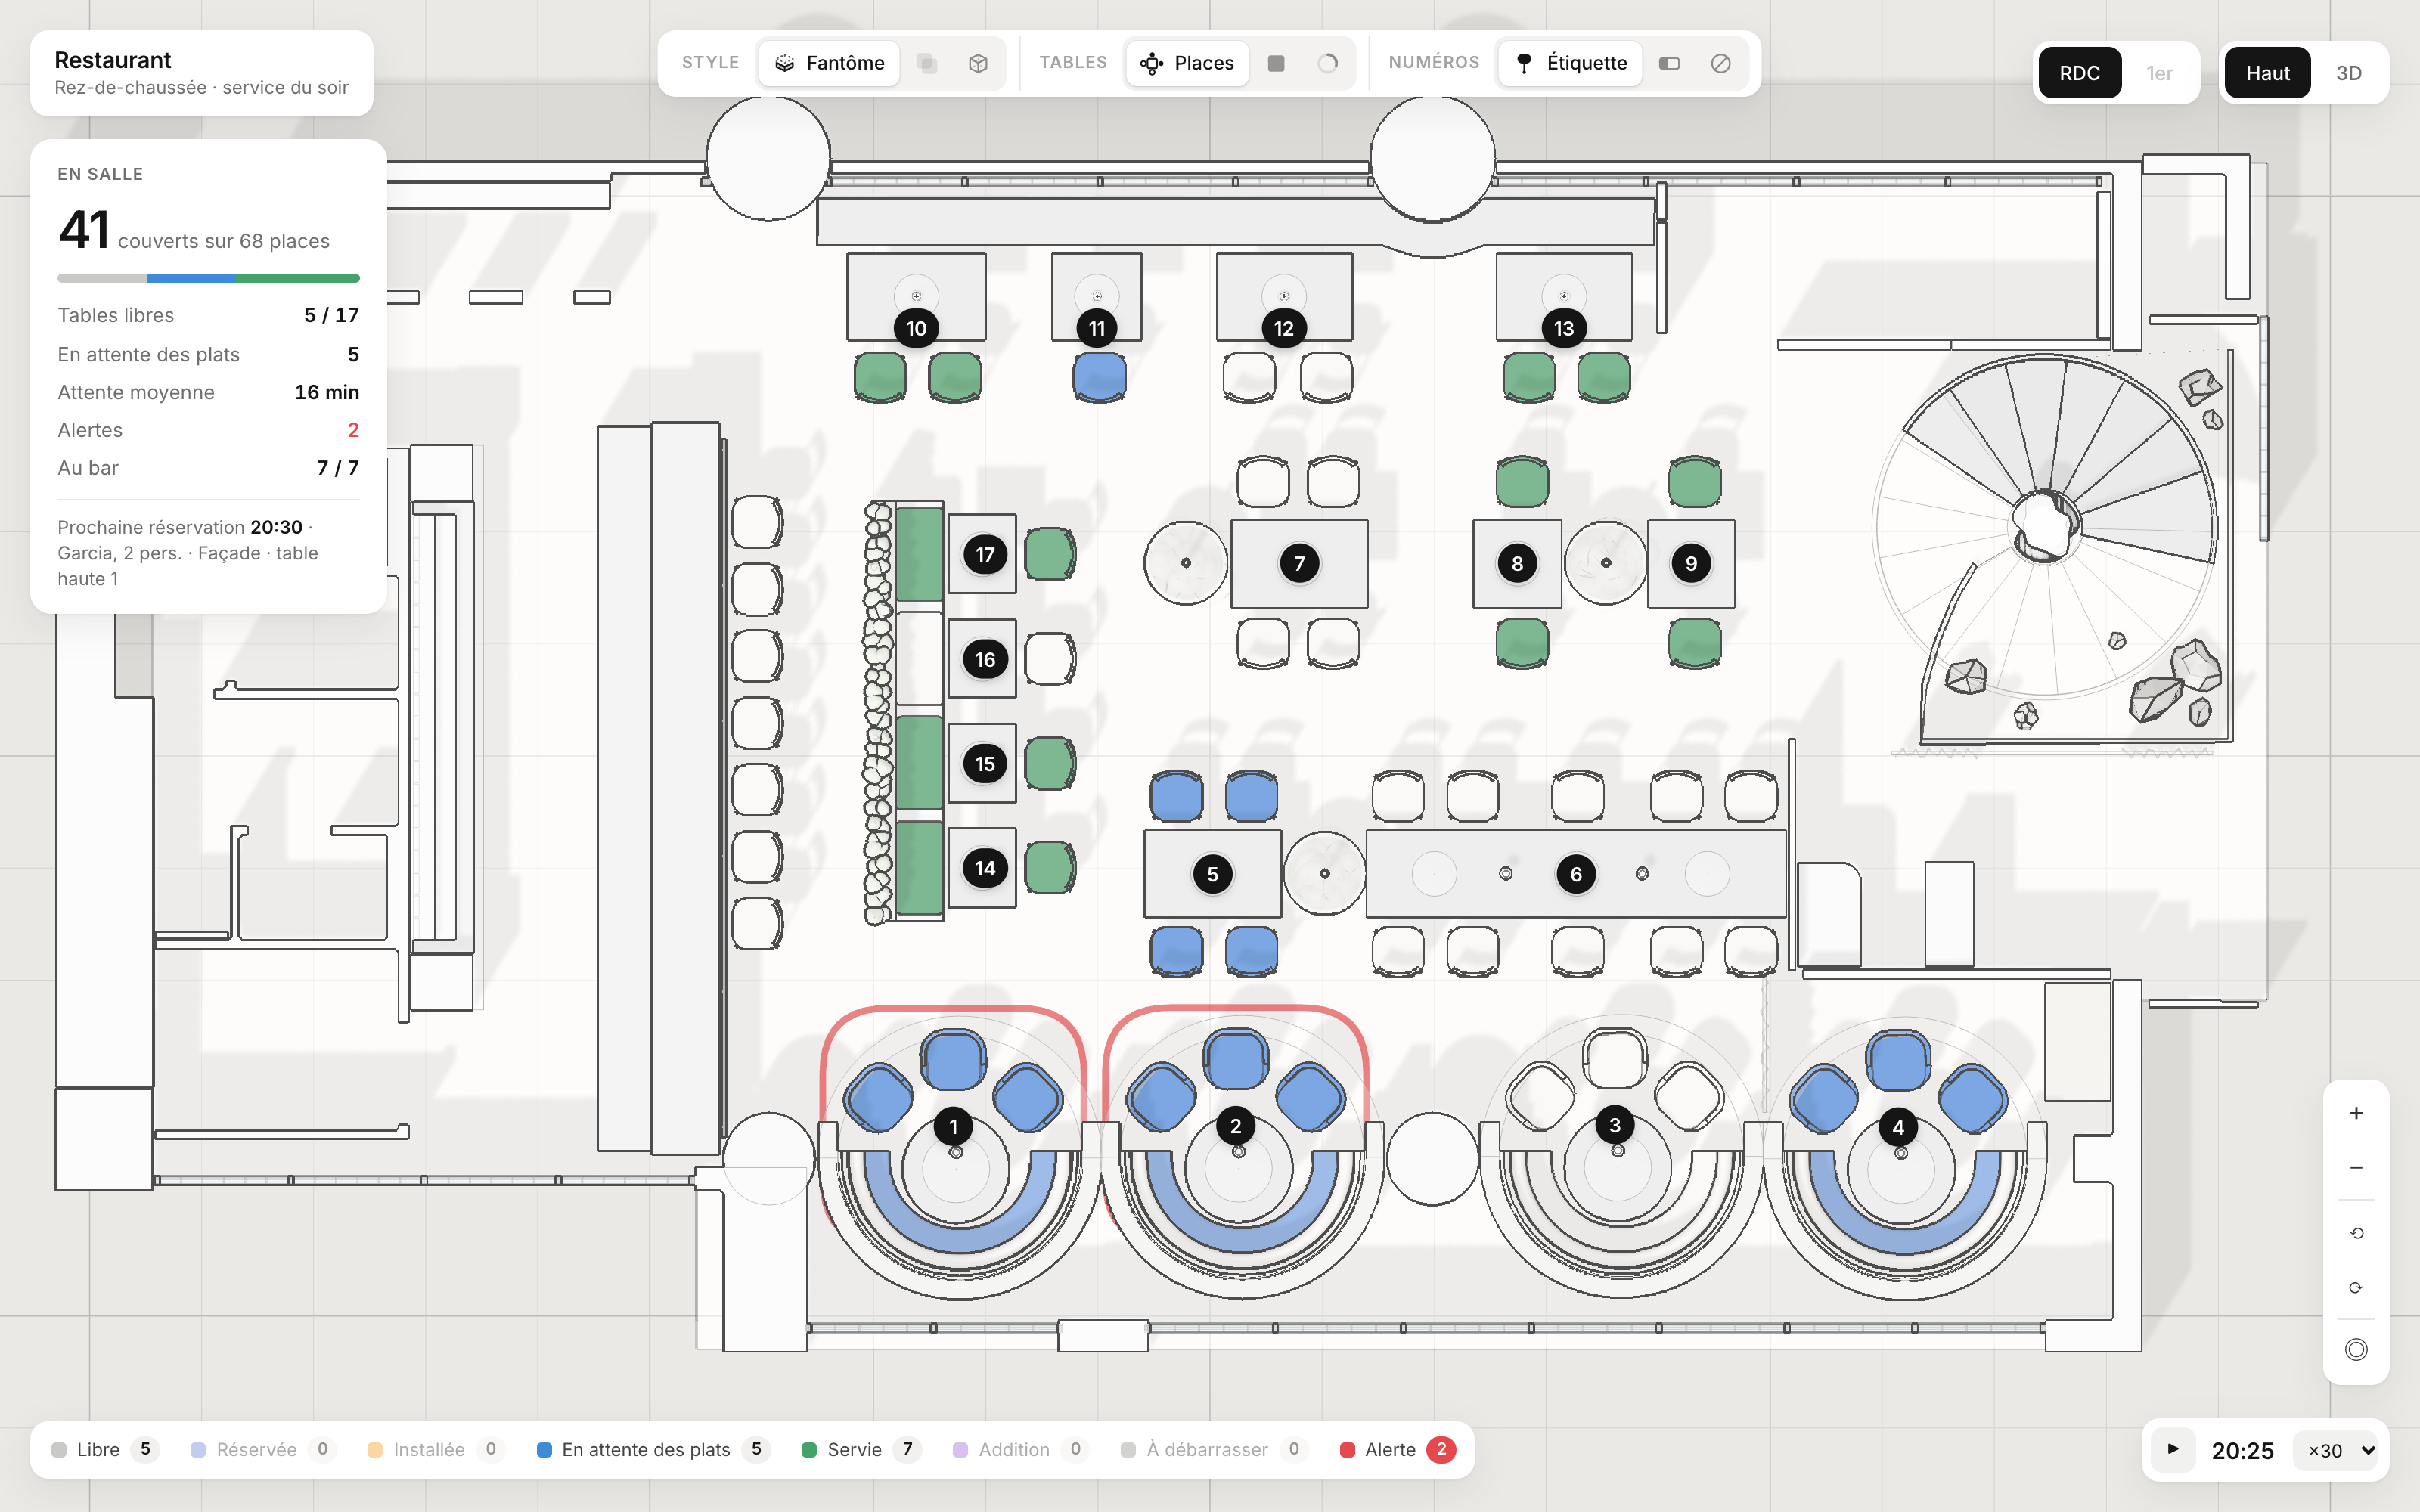 Restaurant
Rez-de-chaussée · service du soir
STYLE Fantôme TABLES Places NUMÉROS Étiquette
RDC 1er Haut 3D
EN SALLE
41 couverts sur 68 places
Tables libres 5 / 17
En attente des plats 5
Attente moyenne 16 min
Alertes 2
Au bar 7 / 7
Prochaine réservation 20:30 ·
Garcia, 2 pers. · Façade · table
haute 1
10 11 12 13
17 7 8 9
16
15
14 5 6
1 2 3 4
+
−
Libre 5 Réservée 0 Installée 0 En attente des plats 5 Servie 7 Addition 0 À débarrasser 0 Alerte 2
20:25 ×30